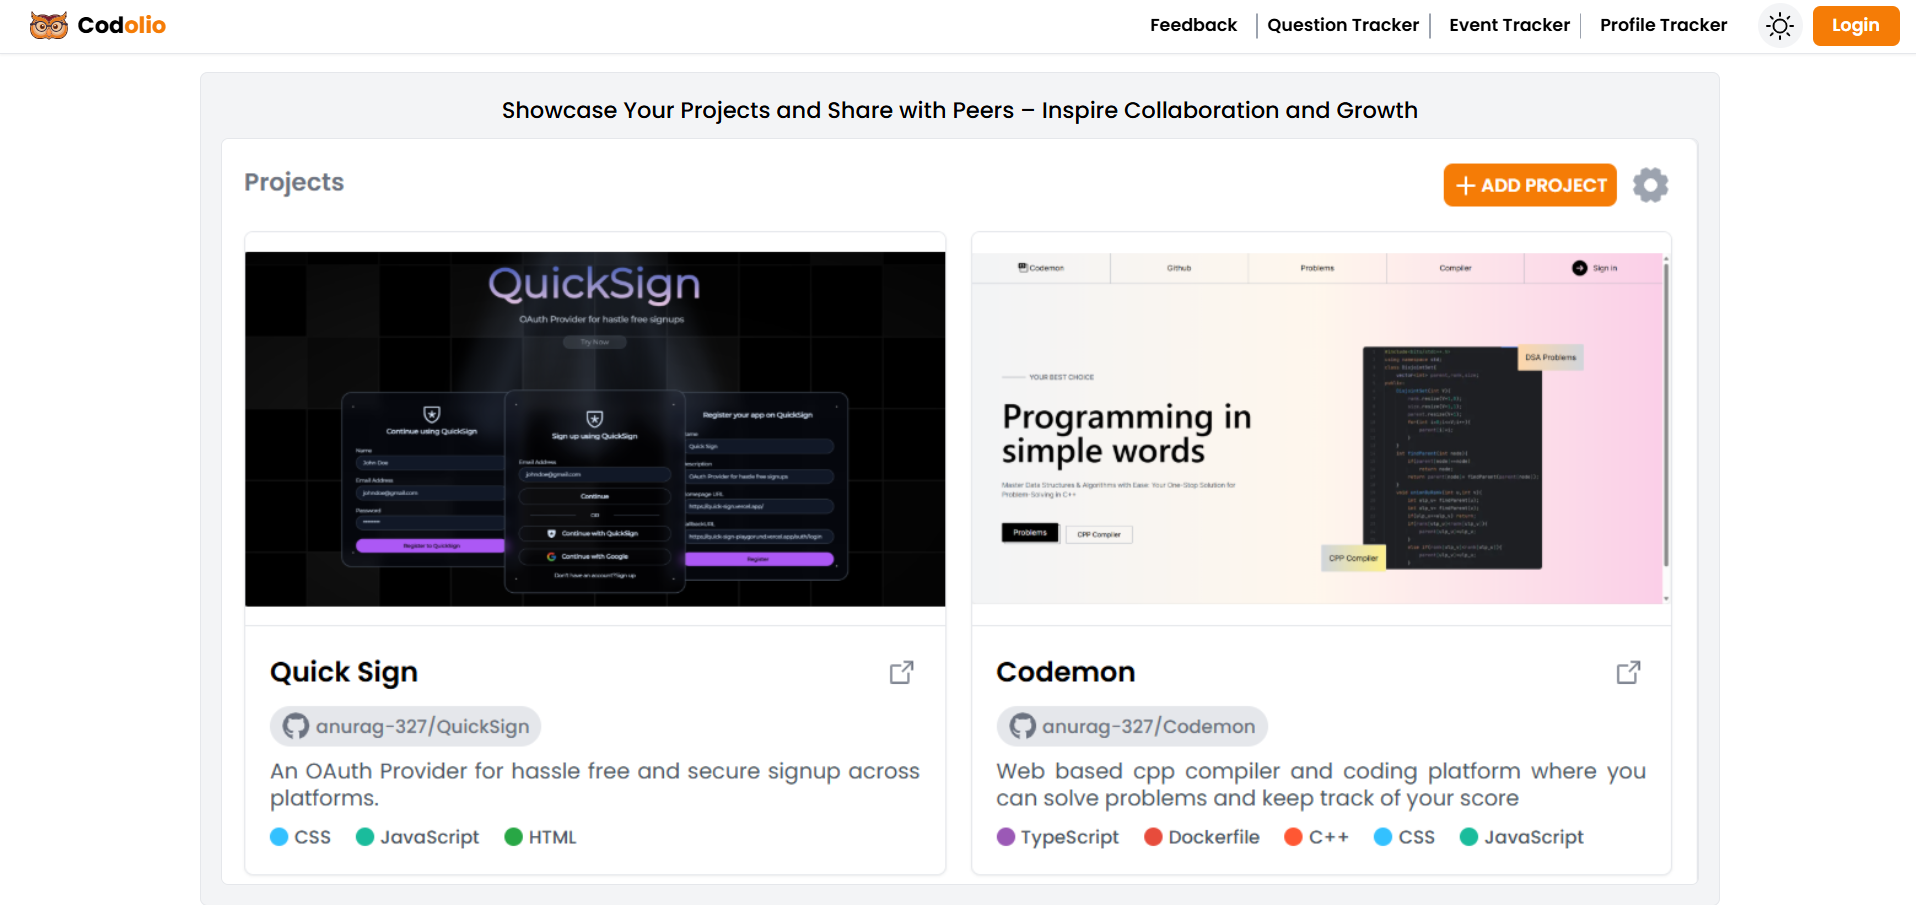 Codolio
Feedback
Question Tracker
Event Tracker
Profile Tracker
Login
Showcase Your Projects and Share with Peers – Inspire Collaboration and Growth
Projects
+ ADD PROJECT
QuickSign
OAuth Provider for hastle free signups
Try Now
Continue using QuickSign
Name
John Doe
Email Address
johndoe@gmail.com
Password
Register to QuickSign
Sign up using QuickSign
Email Address
johndoe@gmail.com
Continue
OR
Continue with QuickSign
Continue with Google
Don't have an account? Sign up
Register your app on QuickSign
Quick Sign
OAuth Provider for hastle free signups
https://quick-sign.vercel.app/
Register
Codemon
Github
Problems
Compiler
Sign in
YOUR BEST CHOICE
Programming in
simple words
Master Data Structures & Algorithms with Ease: Your One-Stop Solution for
Problem-Solving in C++
Problems
CPP Compiler
DSA Problems
CPP Compiler
Quick Sign
anurag-327/QuickSign
An OAuth Provider for hassle free and secure signup across
platforms.
CSS
JavaScript
HTML
Codemon
anurag-327/Codemon
Web based cpp compiler and coding platform where you
can solve problems and keep track of your score
TypeScript
Dockerfile
C++
CSS
JavaScript